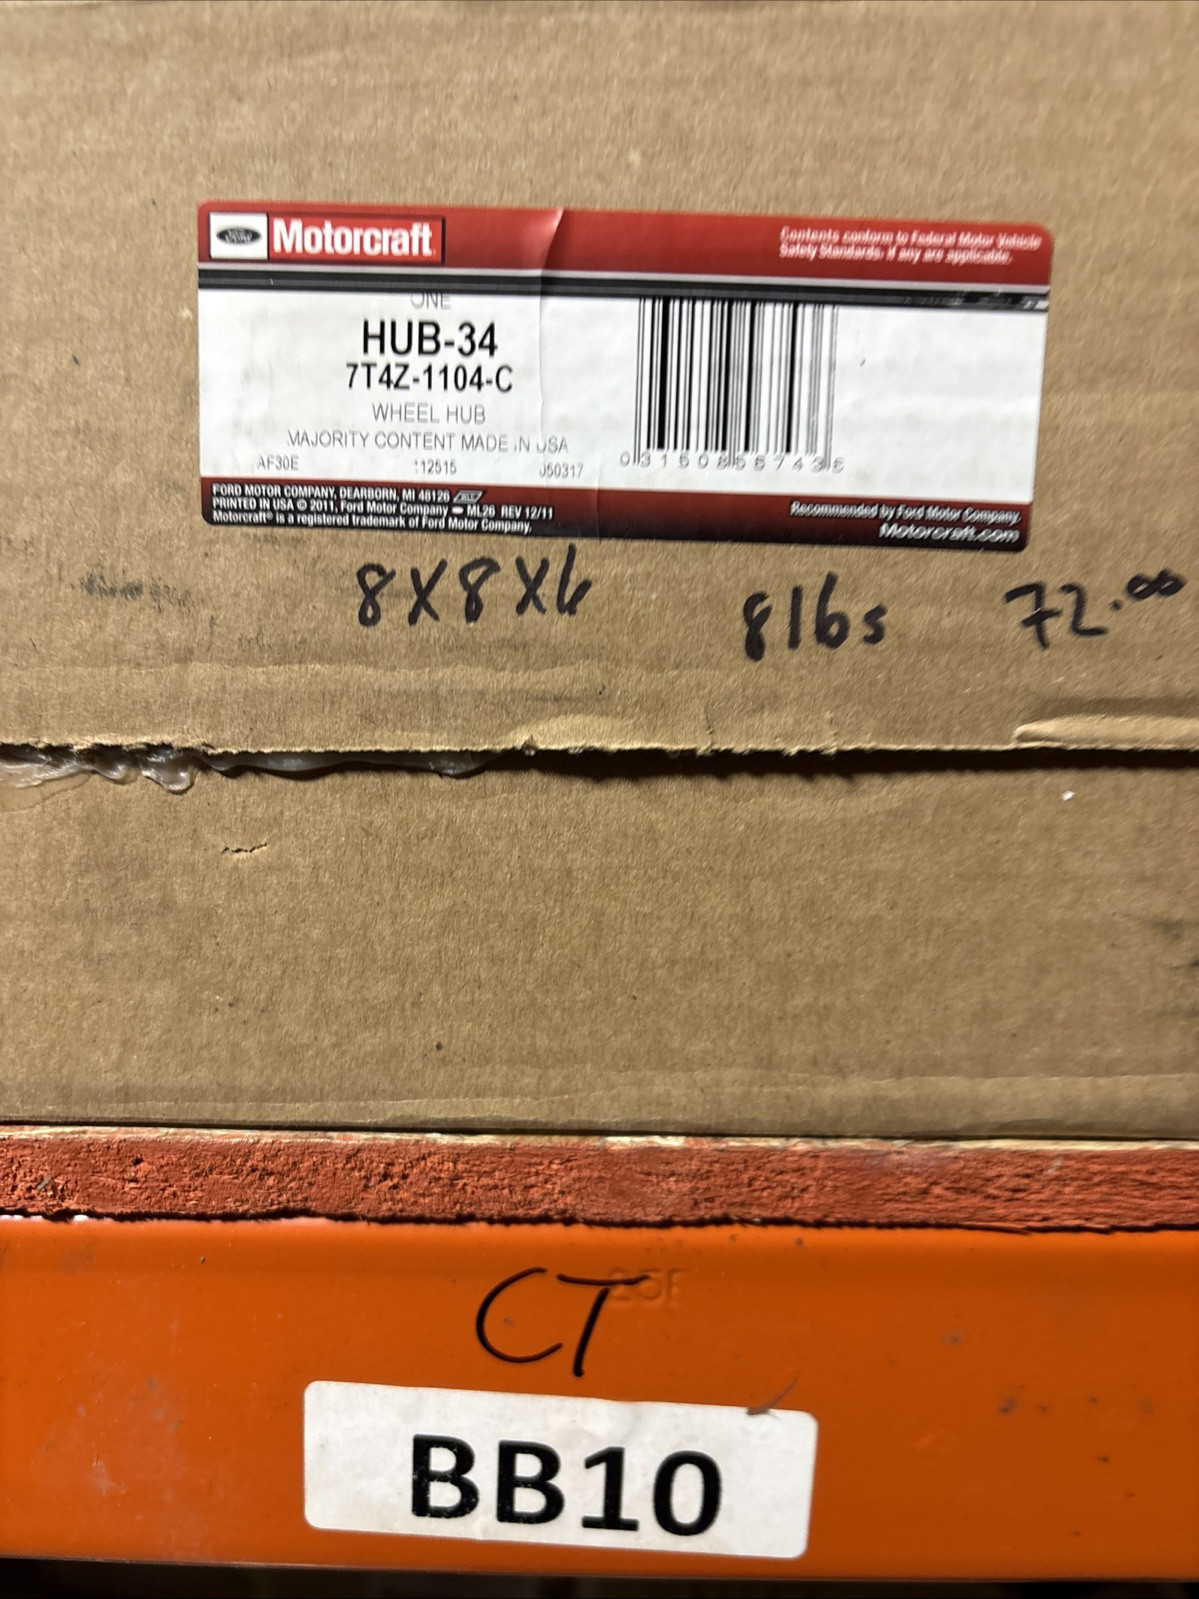 Ford Motorcraft
Contents conform to Federal Motor Vehicle
Safety Standards, if any are applicable.
ONE
HUB-34
7T4Z-1104-C
WHEEL HUB
MAJORITY CONTENT MADE IN USA
AF30E 112515 050317
FORD MOTOR COMPANY, DEARBORN, MI 48126
PRINTED IN USA © 2011, Ford Motor Company ML26 REV 12/11
Motorcraft® is a registered trademark of Ford Motor Company.
Recommended by Ford Motor Company.
Motorcraft.com
8X8X6 8lbs 72.00
CT
BB10